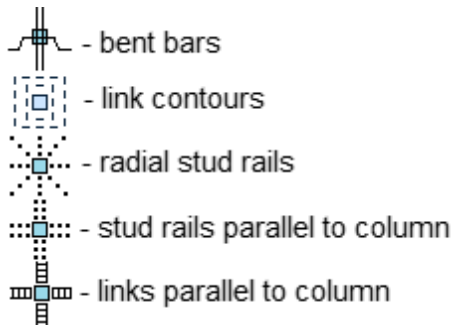 - bent bars
- link contours
- radial stud rails
- stud rails parallel to column
- links parallel to column